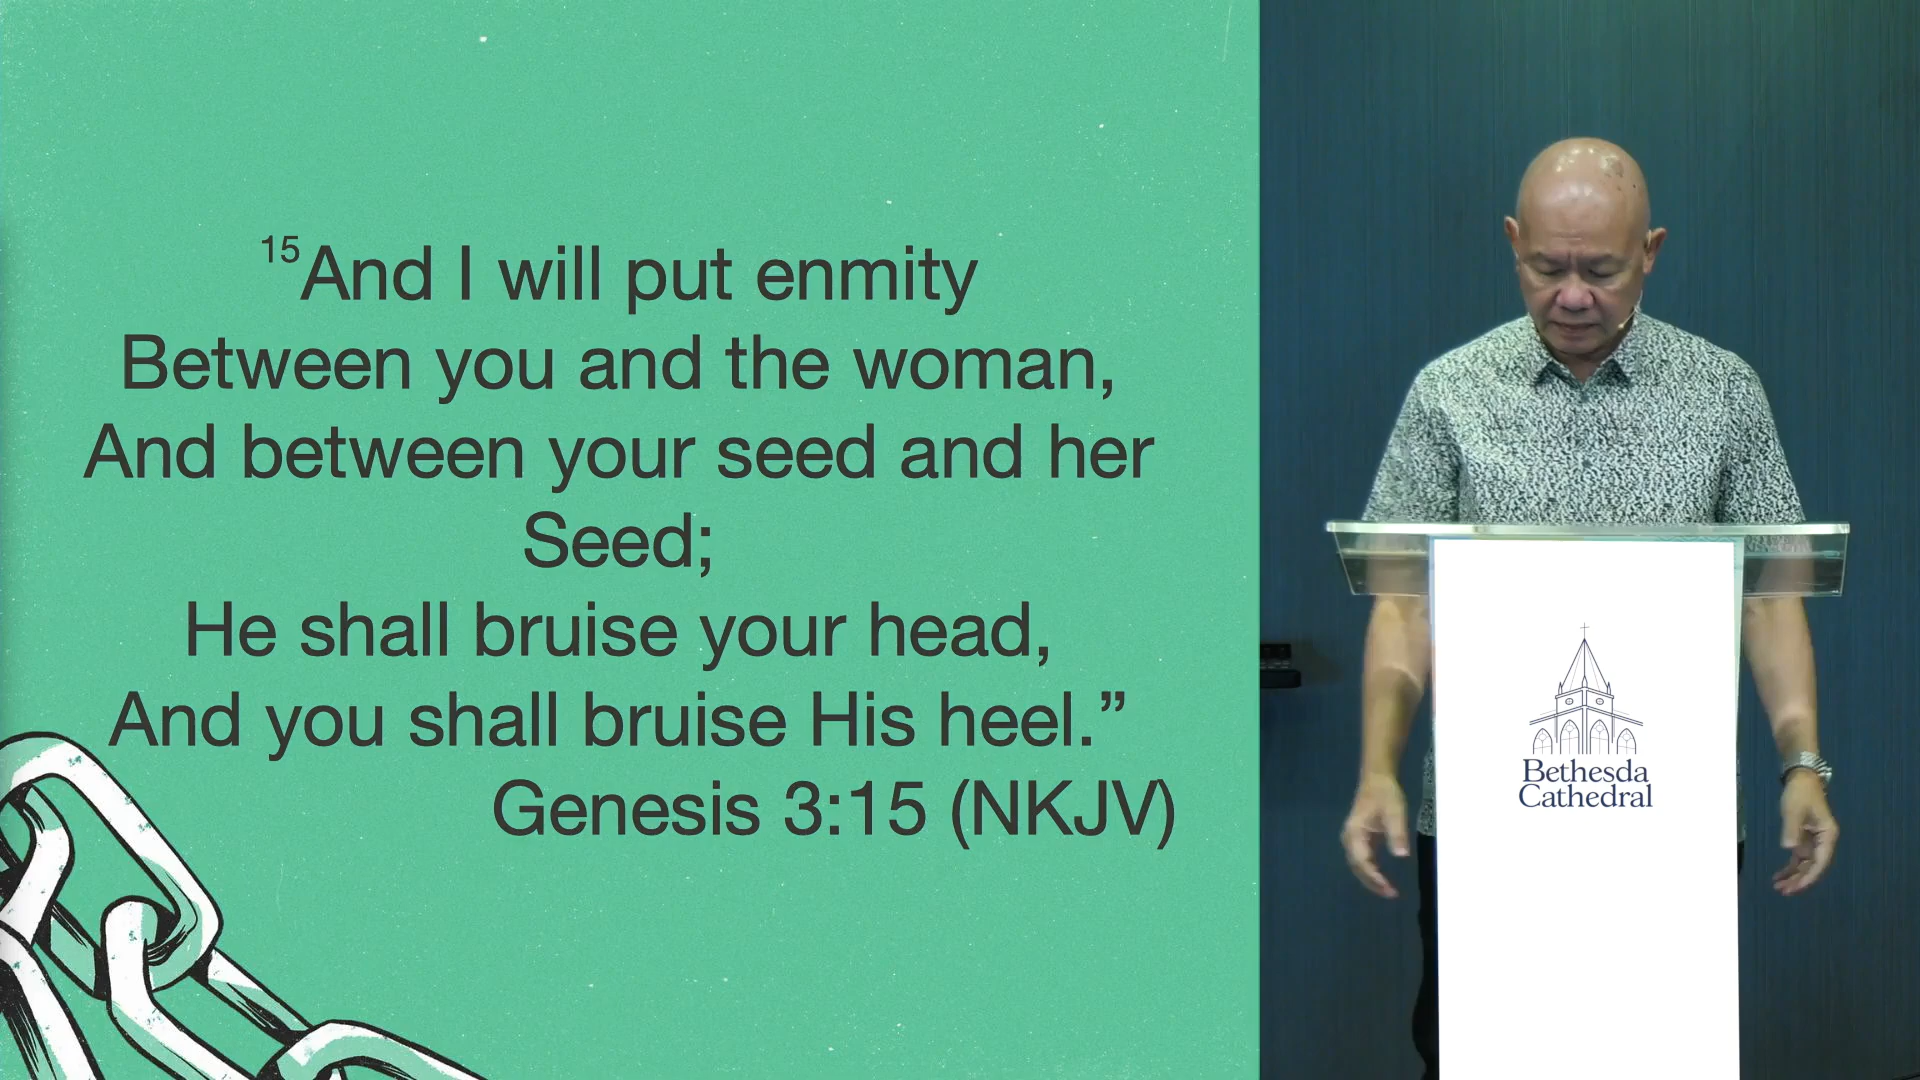 15And I will put enmity
Between you and the woman,
And between your seed and her
Seed;
He shall bruise your head,
And you shall bruise His heel.”
Genesis 3:15 (NKJV)
Bethesda
Cathedral